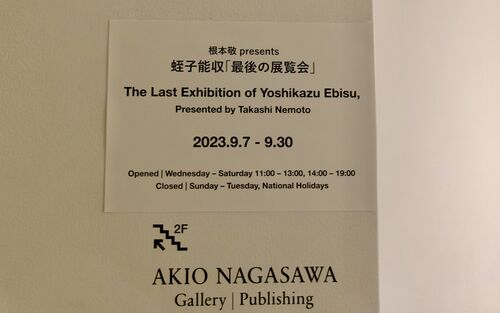 根本敬 presents
蛭子能収「最後の展覧会」
The Last Exhibition of Yoshikazu Ebisu,
Presented by Takashi Nemoto
2023.9.7 - 9.30
Opened | Wednesday – Saturday 11:00 – 13:00, 14:00 – 19:00
Closed | Sunday – Tuesday, National Holidays
2F
AKIO NAGASAWA
Gallery | Publishing